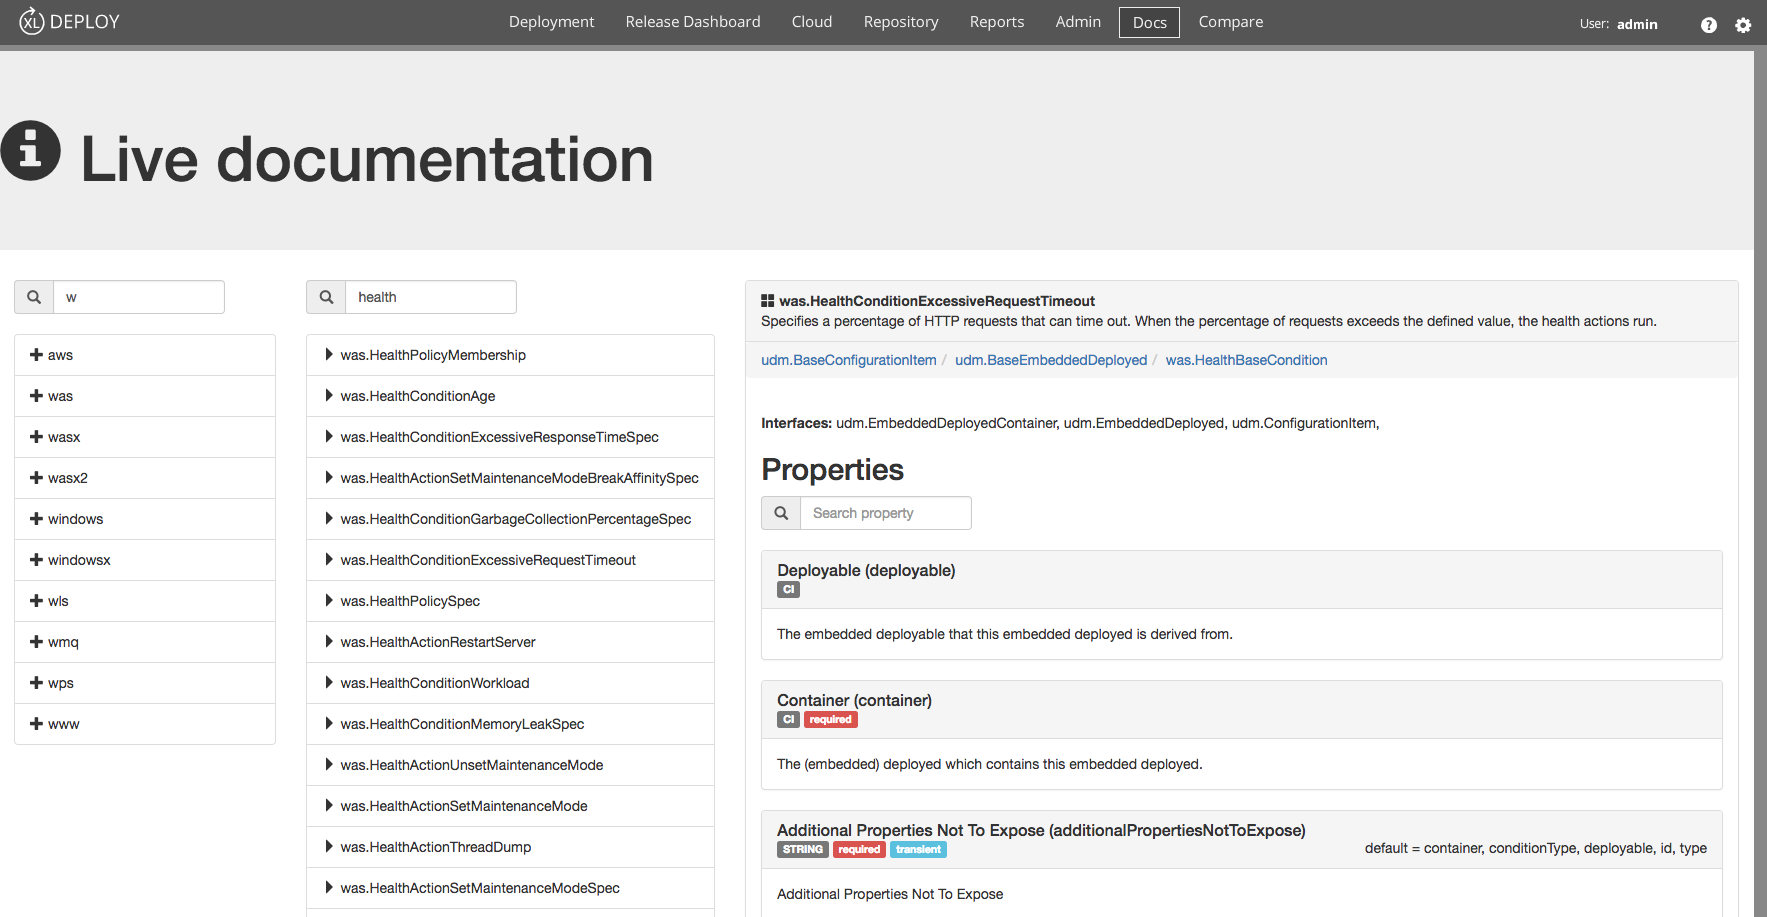 XL DEPLOY
Deployment Release Dashboard Cloud Repository Reports Admin Docs Compare
User: admin
Live documentation
w
aws
was
wasx
wasx2
windows
windowsx
wls
wmq
wps
www
health
was.HealthPolicyMembership
was.HealthConditionAge
was.HealthConditionExcessiveResponseTimeSpec
was.HealthActionSetMaintenanceModeBreakAffinitySpec
was.HealthConditionGarbageCollectionPercentageSpec
was.HealthConditionExcessiveRequestTimeout
was.HealthPolicySpec
was.HealthActionRestartServer
was.HealthConditionWorkload
was.HealthConditionMemoryLeakSpec
was.HealthActionUnsetMaintenanceMode
was.HealthActionSetMaintenanceMode
was.HealthActionThreadDump
was.HealthActionSetMaintenanceModeSpec
was.HealthConditionExcessiveRequestTimeout
Specifies a percentage of HTTP requests that can time out. When the percentage of requests exceeds the defined value, the health actions run.
udm.BaseConfigurationItem / udm.BaseEmbeddedDeployed / was.HealthBaseCondition
Interfaces: udm.EmbeddedDeployedContainer, udm.EmbeddedDeployed, udm.ConfigurationItem,
Properties
Search property
Deployable (deployable)
CI
The embedded deployable that this embedded deployed is derived from.
Container (container)
CI required
The (embedded) deployed which contains this embedded deployed.
Additional Properties Not To Expose (additionalPropertiesNotToExpose)
STRING required transient
default = container, conditionType, deployable, id, type
Additional Properties Not To Expose